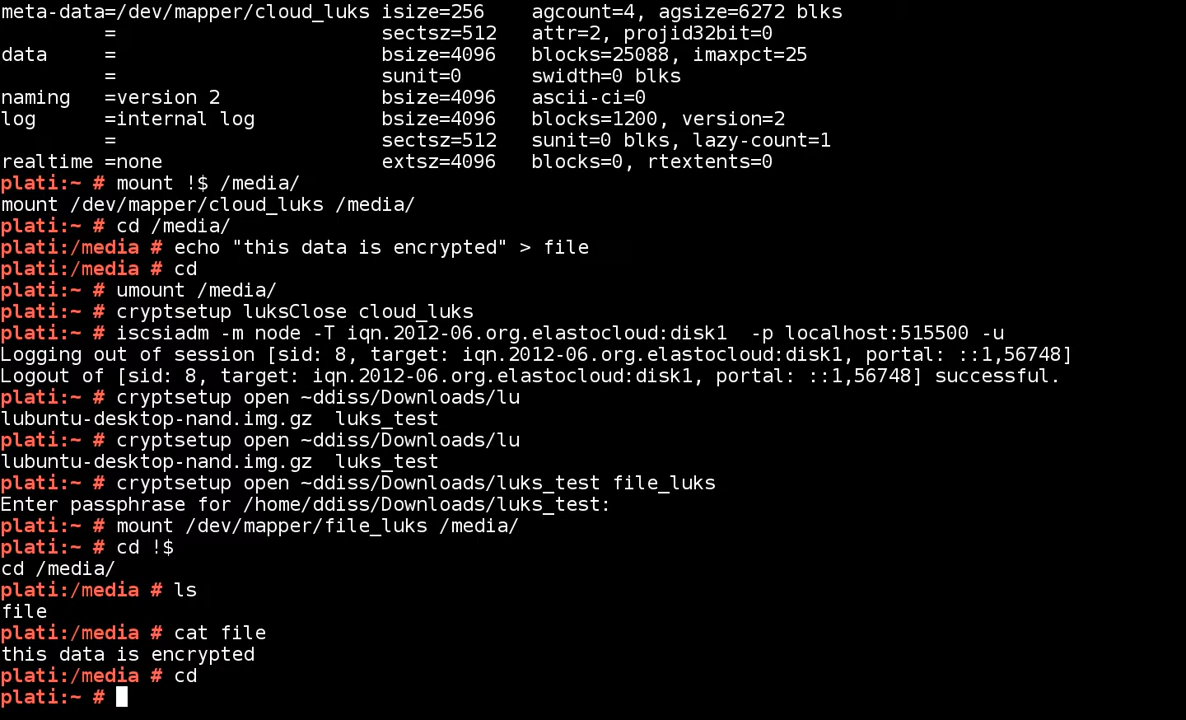 meta-data=/dev/mapper/cloud_luks isize=256    agcount=4, agsize=6272 blks
         =                       sectsz=512   attr=2, projid32bit=0
data     =                       bsize=4096   blocks=25088, imaxpct=25
         =                       sunit=0      swidth=0 blks
naming   =version 2              bsize=4096   ascii-ci=0
log      =internal log           bsize=4096   blocks=1200, version=2
         =                       sectsz=512   sunit=0 blks, lazy-count=1
realtime =none                   extsz=4096   blocks=0, rtextents=0
plati:~ # mount !$ /media/
mount /dev/mapper/cloud_luks /media/
plati:~ # cd /media/
plati:/media # echo "this data is encrypted" > file
plati:/media # cd
plati:~ # umount /media/
plati:~ # cryptsetup luksClose cloud_luks
plati:~ # iscsiadm -m node -T iqn.2012-06.org.elastocloud:disk1  -p localhost:515500 -u
Logging out of session [sid: 8, target: iqn.2012-06.org.elastocloud:disk1, portal: ::1,56748]
Logout of [sid: 8, target: iqn.2012-06.org.elastocloud:disk1, portal: ::1,56748] successful.
plati:~ # cryptsetup open ~ddiss/Downloads/lu
lubuntu-desktop-nand.img.gz  luks_test
plati:~ # cryptsetup open ~ddiss/Downloads/lu
lubuntu-desktop-nand.img.gz  luks_test
plati:~ # cryptsetup open ~ddiss/Downloads/luks_test file_luks
Enter passphrase for /home/ddiss/Downloads/luks_test:
plati:~ # mount /dev/mapper/file_luks /media/
plati:~ # cd !$
cd /media/
plati:/media # ls
file
plati:/media # cat file
this data is encrypted
plati:/media # cd
plati:~ #